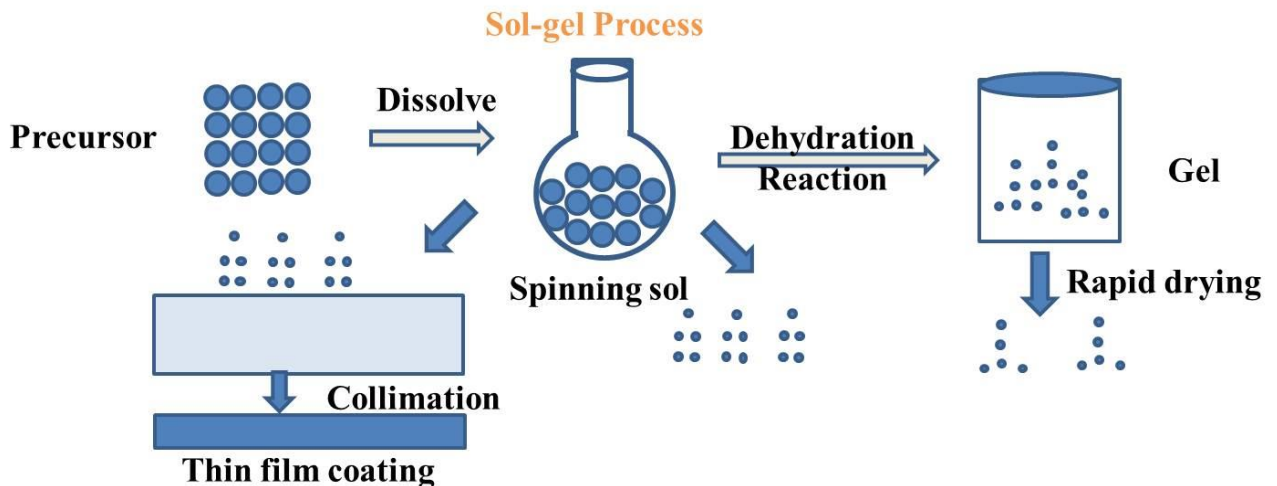 Sol-gel Process
Precursor
Dissolve
Dehydration
Reaction
Gel
Spinning sol
Rapid drying
Collimation
Thin film coating